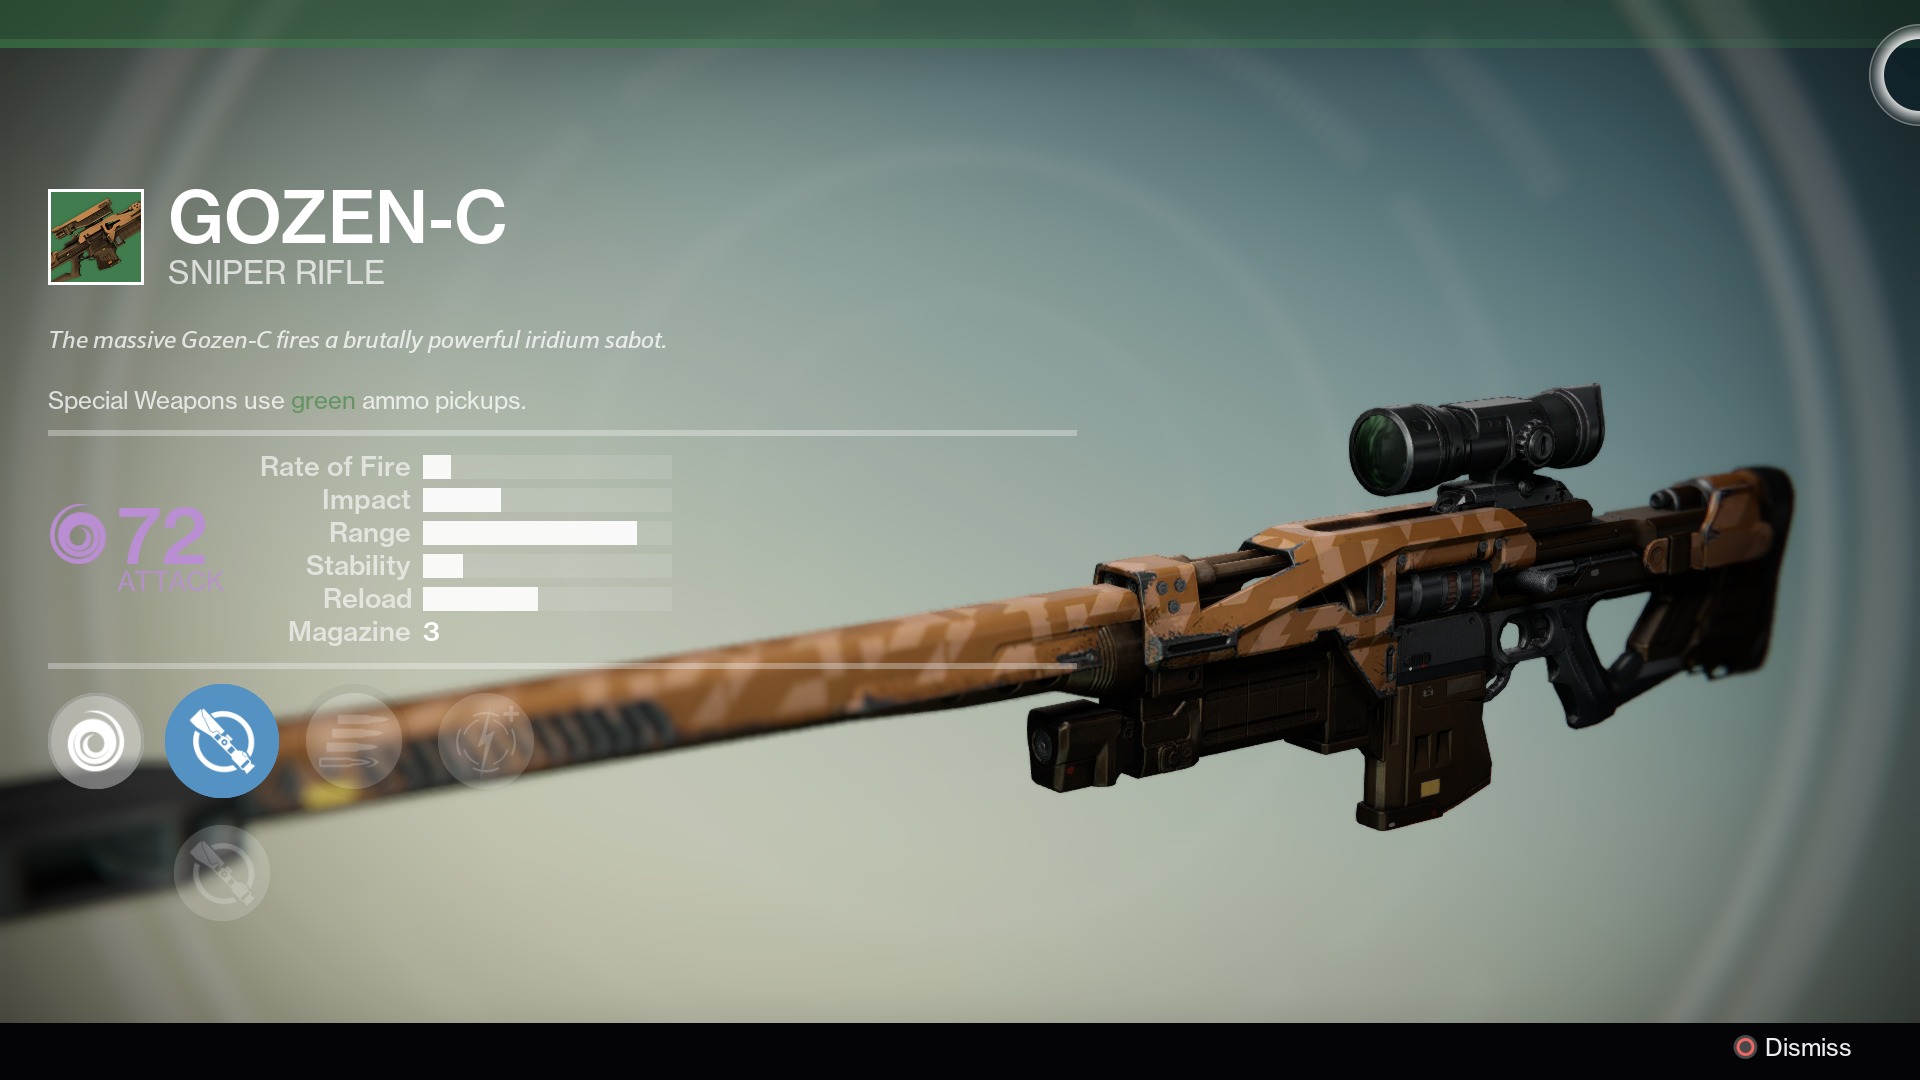 GOZEN-C
SNIPER RIFLE
The massive Gozen-C fires a brutally powerful iridium sabot.
Special Weapons use green ammo pickups.
72
ATTACK
Rate of Fire
Impact
Range
Stability
Reload
Magazine 3
Dismiss